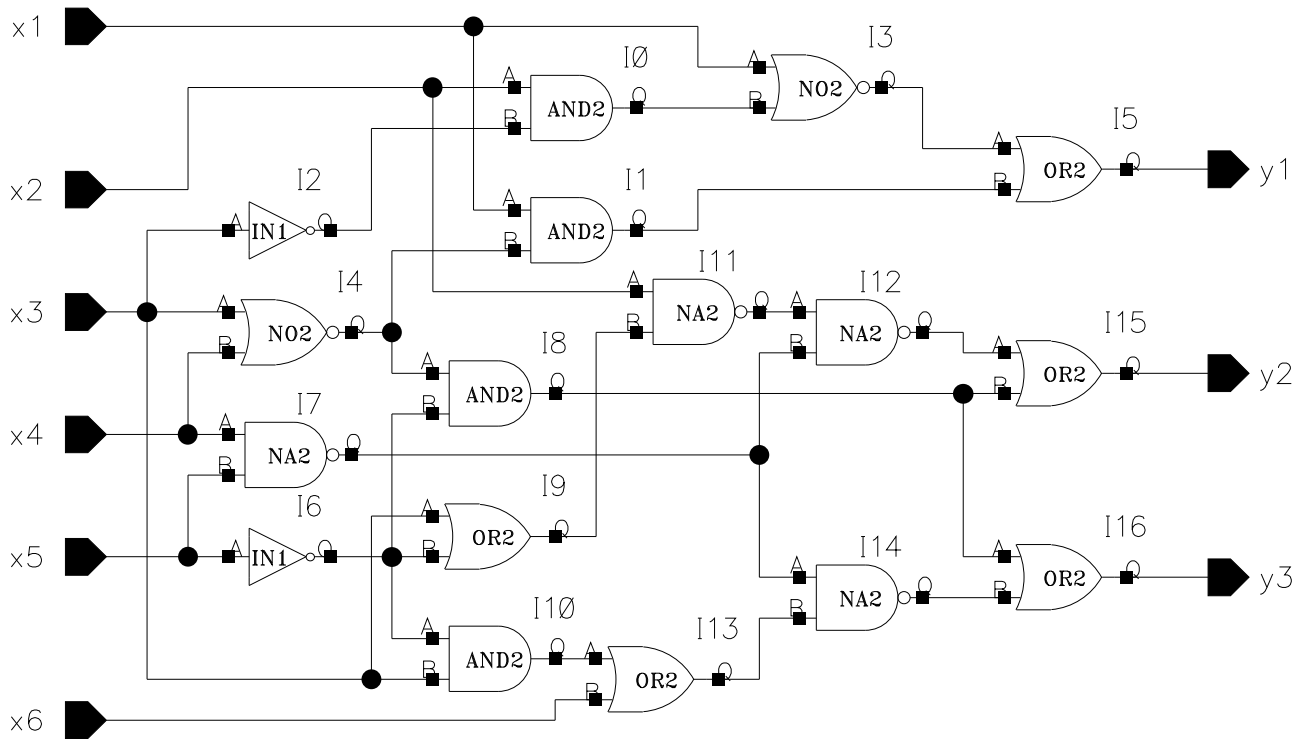 x1
I3
I0
A
A
NO2
Q
AND2
Q
B
B
I5
A
Q
OR2
y1
x2
I2
I1
B
A
A
IN1
Q
AND2
Q
B
I11
A
I4
I12
x3
A
NO2
Q
NA2
Q
A
Q
I15
B
B
I8
NA2
A
A
B
OR2
Q
y2
AND2
Q
B
B
I7
x4
A
NA2
Q
B
I9
I6
A
I16
x5
A
IN1
Q
B
OR2
Q
I14
A
A
OR2
Q
y3
NA2
Q
B
I10
I13
B
A
AND2
Q
A
OR2
Q
B
B
x6